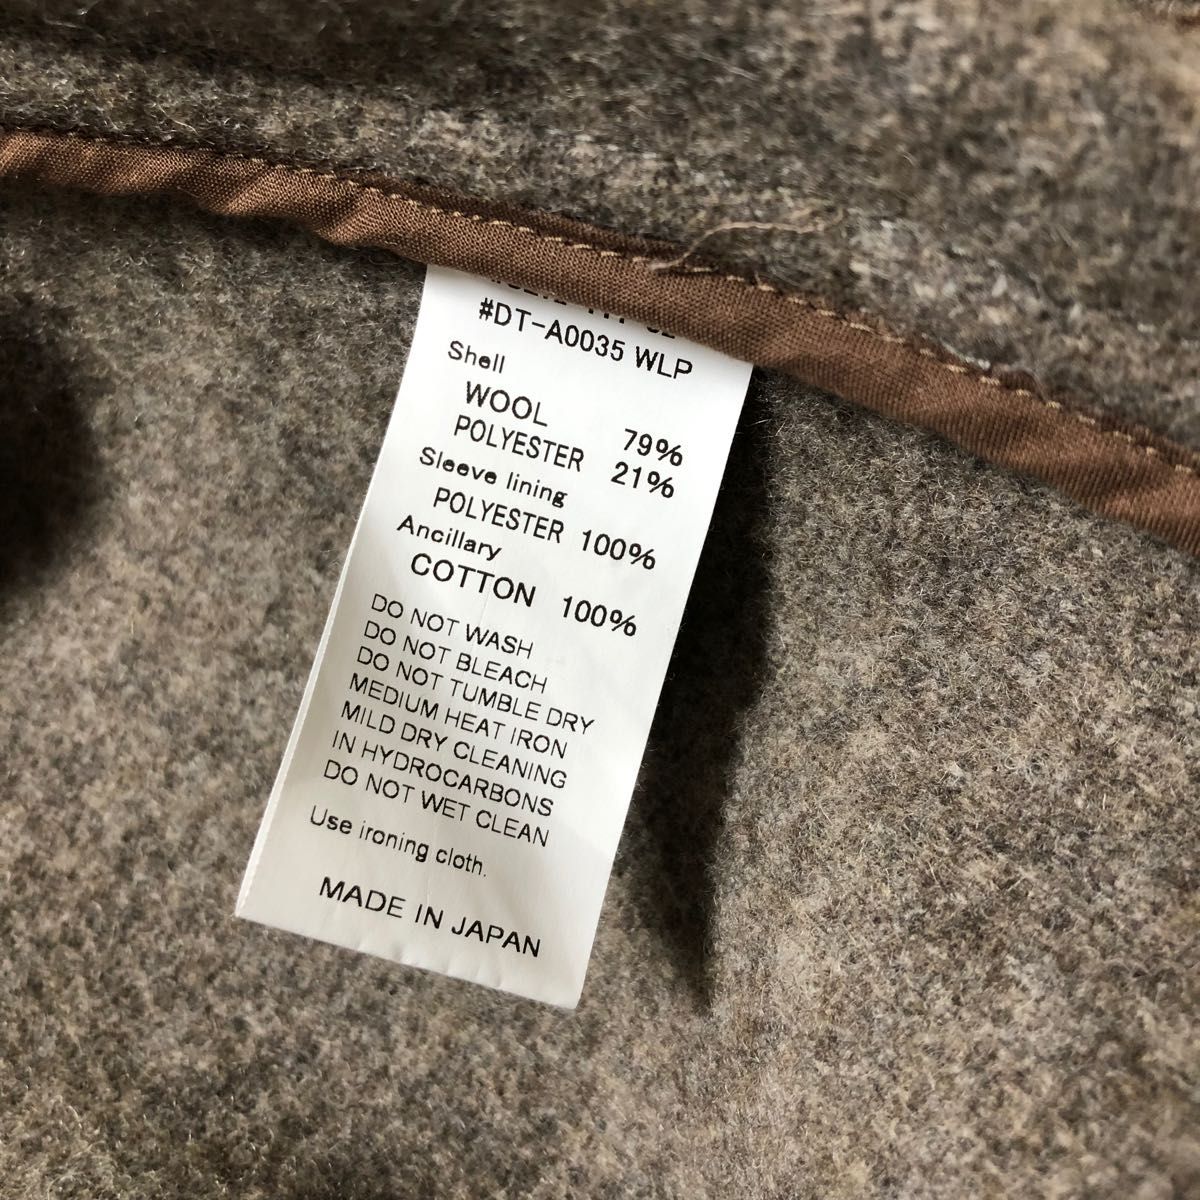 #DT-A0035 WLP
Shell
WOOL 79%
POLYESTER 21%
Sleeve lining
POLYESTER 100%
Ancillary
COTTON 100%
DO NOT WASH
DO NOT BLEACH
DO NOT TUMBLE DRY
MEDIUM HEAT IRON
MILD DRY CLEANING
IN HYDROCARBONS
DO NOT WET CLEAN
Use ironing cloth.
MADE IN JAPAN